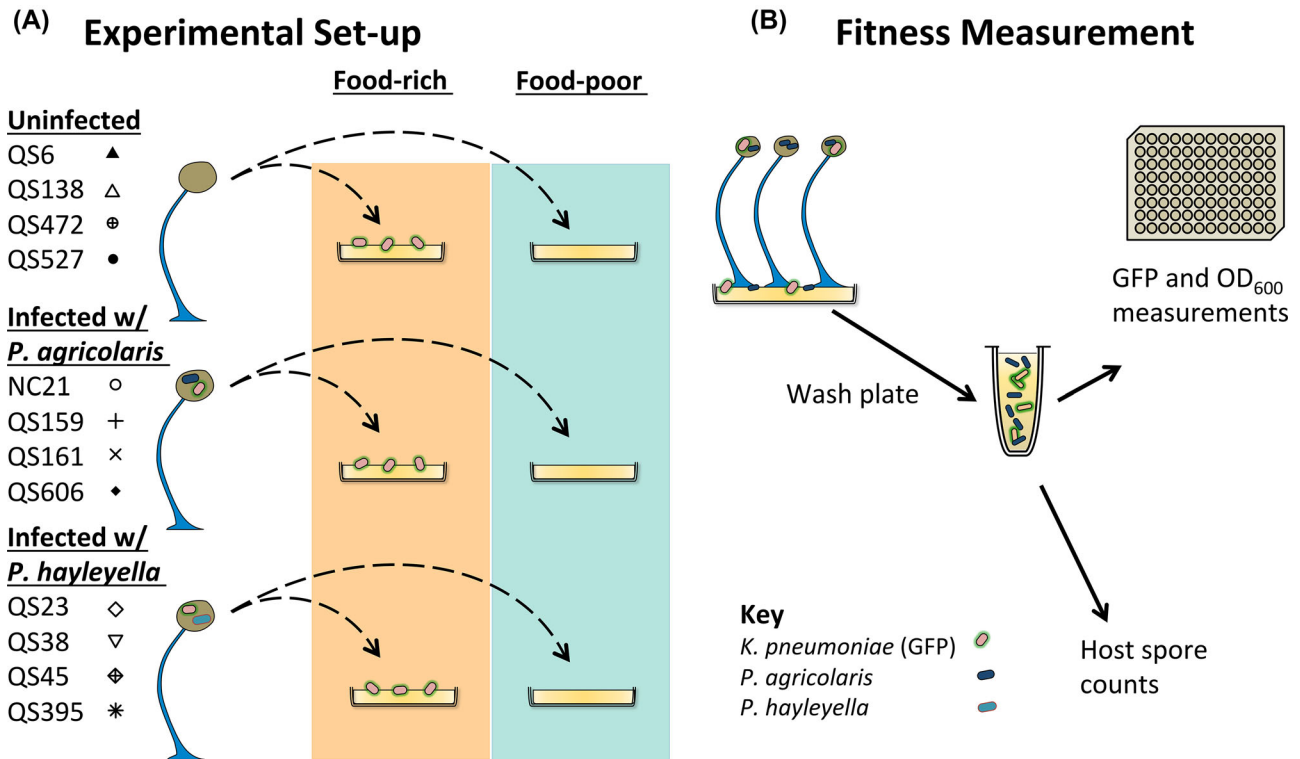 (A) Experimental Set-up
Food-rich Food-poor
Uninfected
QS6
QS138
QS472
QS527
Infected w/
P. agricolaris
NC21
QS159
QS161
QS606
Infected w/
P. hayleyella
QS23
QS38
QS45
QS395
(B) Fitness Measurement
GFP and OD600
measurements
Wash plate
Host spore
counts
Key
K. pneumoniae (GFP)
P. agricolaris
P. hayleyella